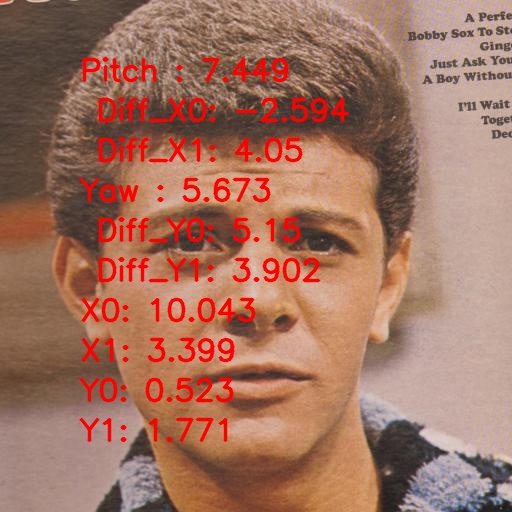 A Perfe
Bobby Sox To Sto
Ginge
Just Ask You
A Boy Withou
I'll Wait
Toget
Ded
Pitch : 7.449
Diff_X0: -2.594
Diff_X1: 4.05
Yaw : 5.673
Diff_Y0: 5.15
Diff_Y1: 3.902
X0: 10.043
X1: 3.399
Y0: 0.523
Y1: 1.771